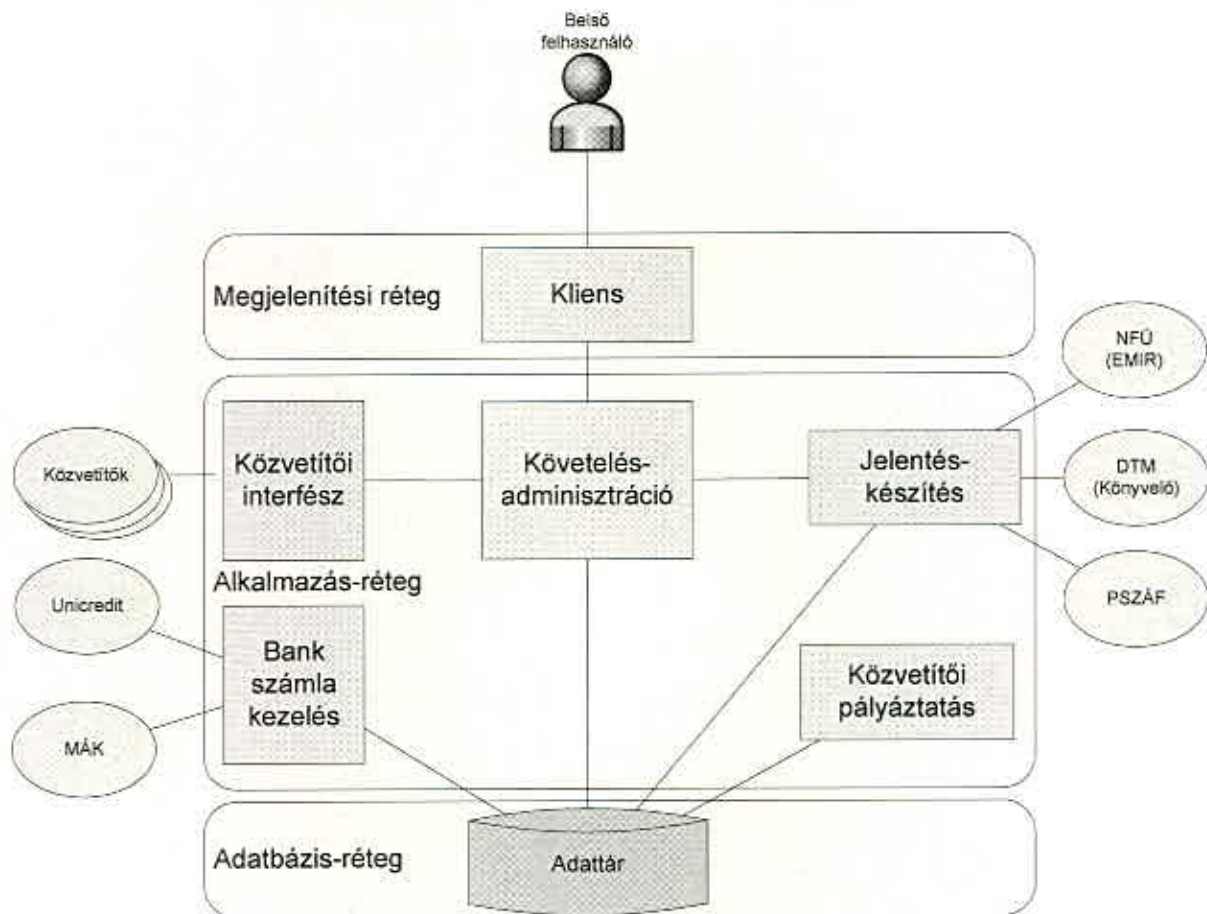 Belső
felhasználó
Megjelenítési réteg
Kliens
NFÜ
(EMIR)
Közvetítők
Közvetítői
interfész
Követelés-
adminisztráció
Jelentés-
készítés
DTM
(Könyvelő)
Alkalmazás-réteg
Unicredit
PSZÁF
Bank
számla
kezelés
Közvetítői
pályáztatás
MÁK
Adatbázis-réteg
Adattár